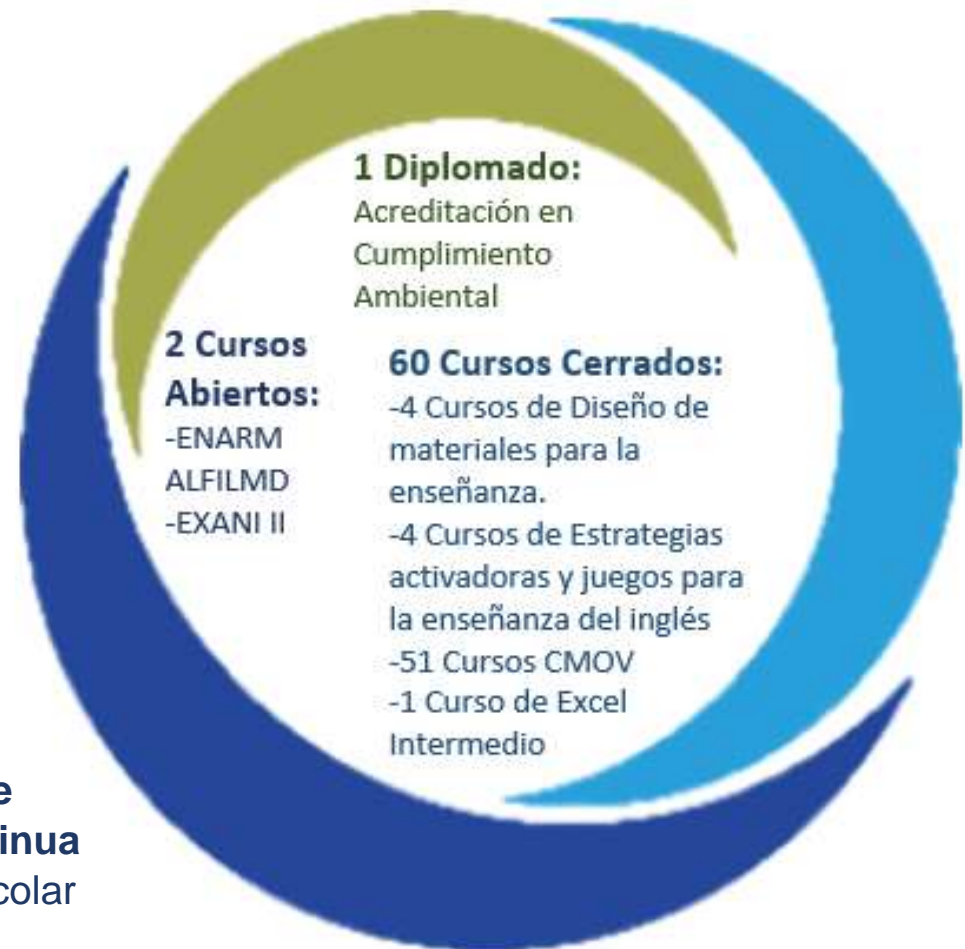 1 Diplomado:
Acreditación en
Cumplimiento
Ambiental
2 Cursos
Abiertos:
-ENARM
ALFILMD
-EXANI II
60 Cursos Cerrados:
-4 Cursos de Diseño de
materiales para la
enseñanza.
-4 Cursos de Estrategias
activadoras y juegos para
la enseñanza del inglés
-51 Cursos CMOV
-1 Curso de Excel
Intermedio